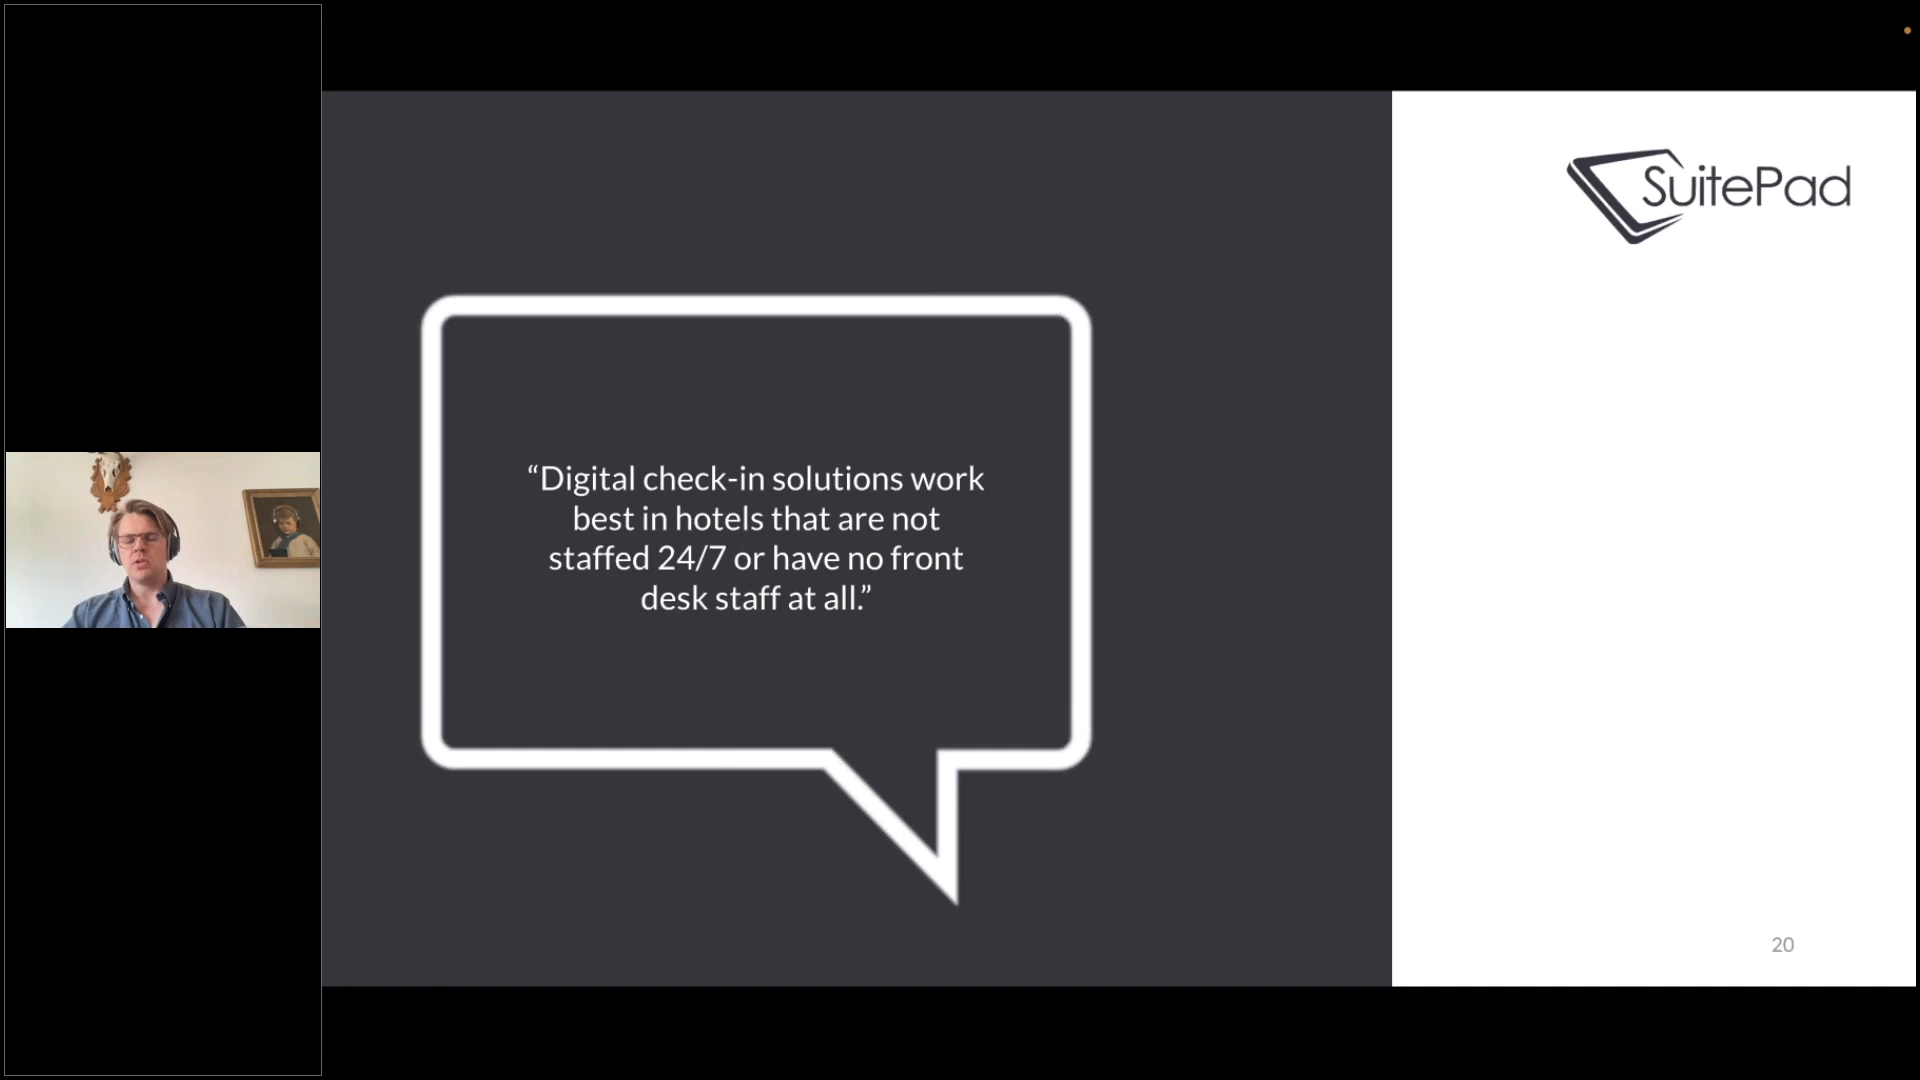 SuitePad
“Digital check-in solutions work
best in hotels that are not
staffed 24/7 or have no front
desk staff at all.”
20